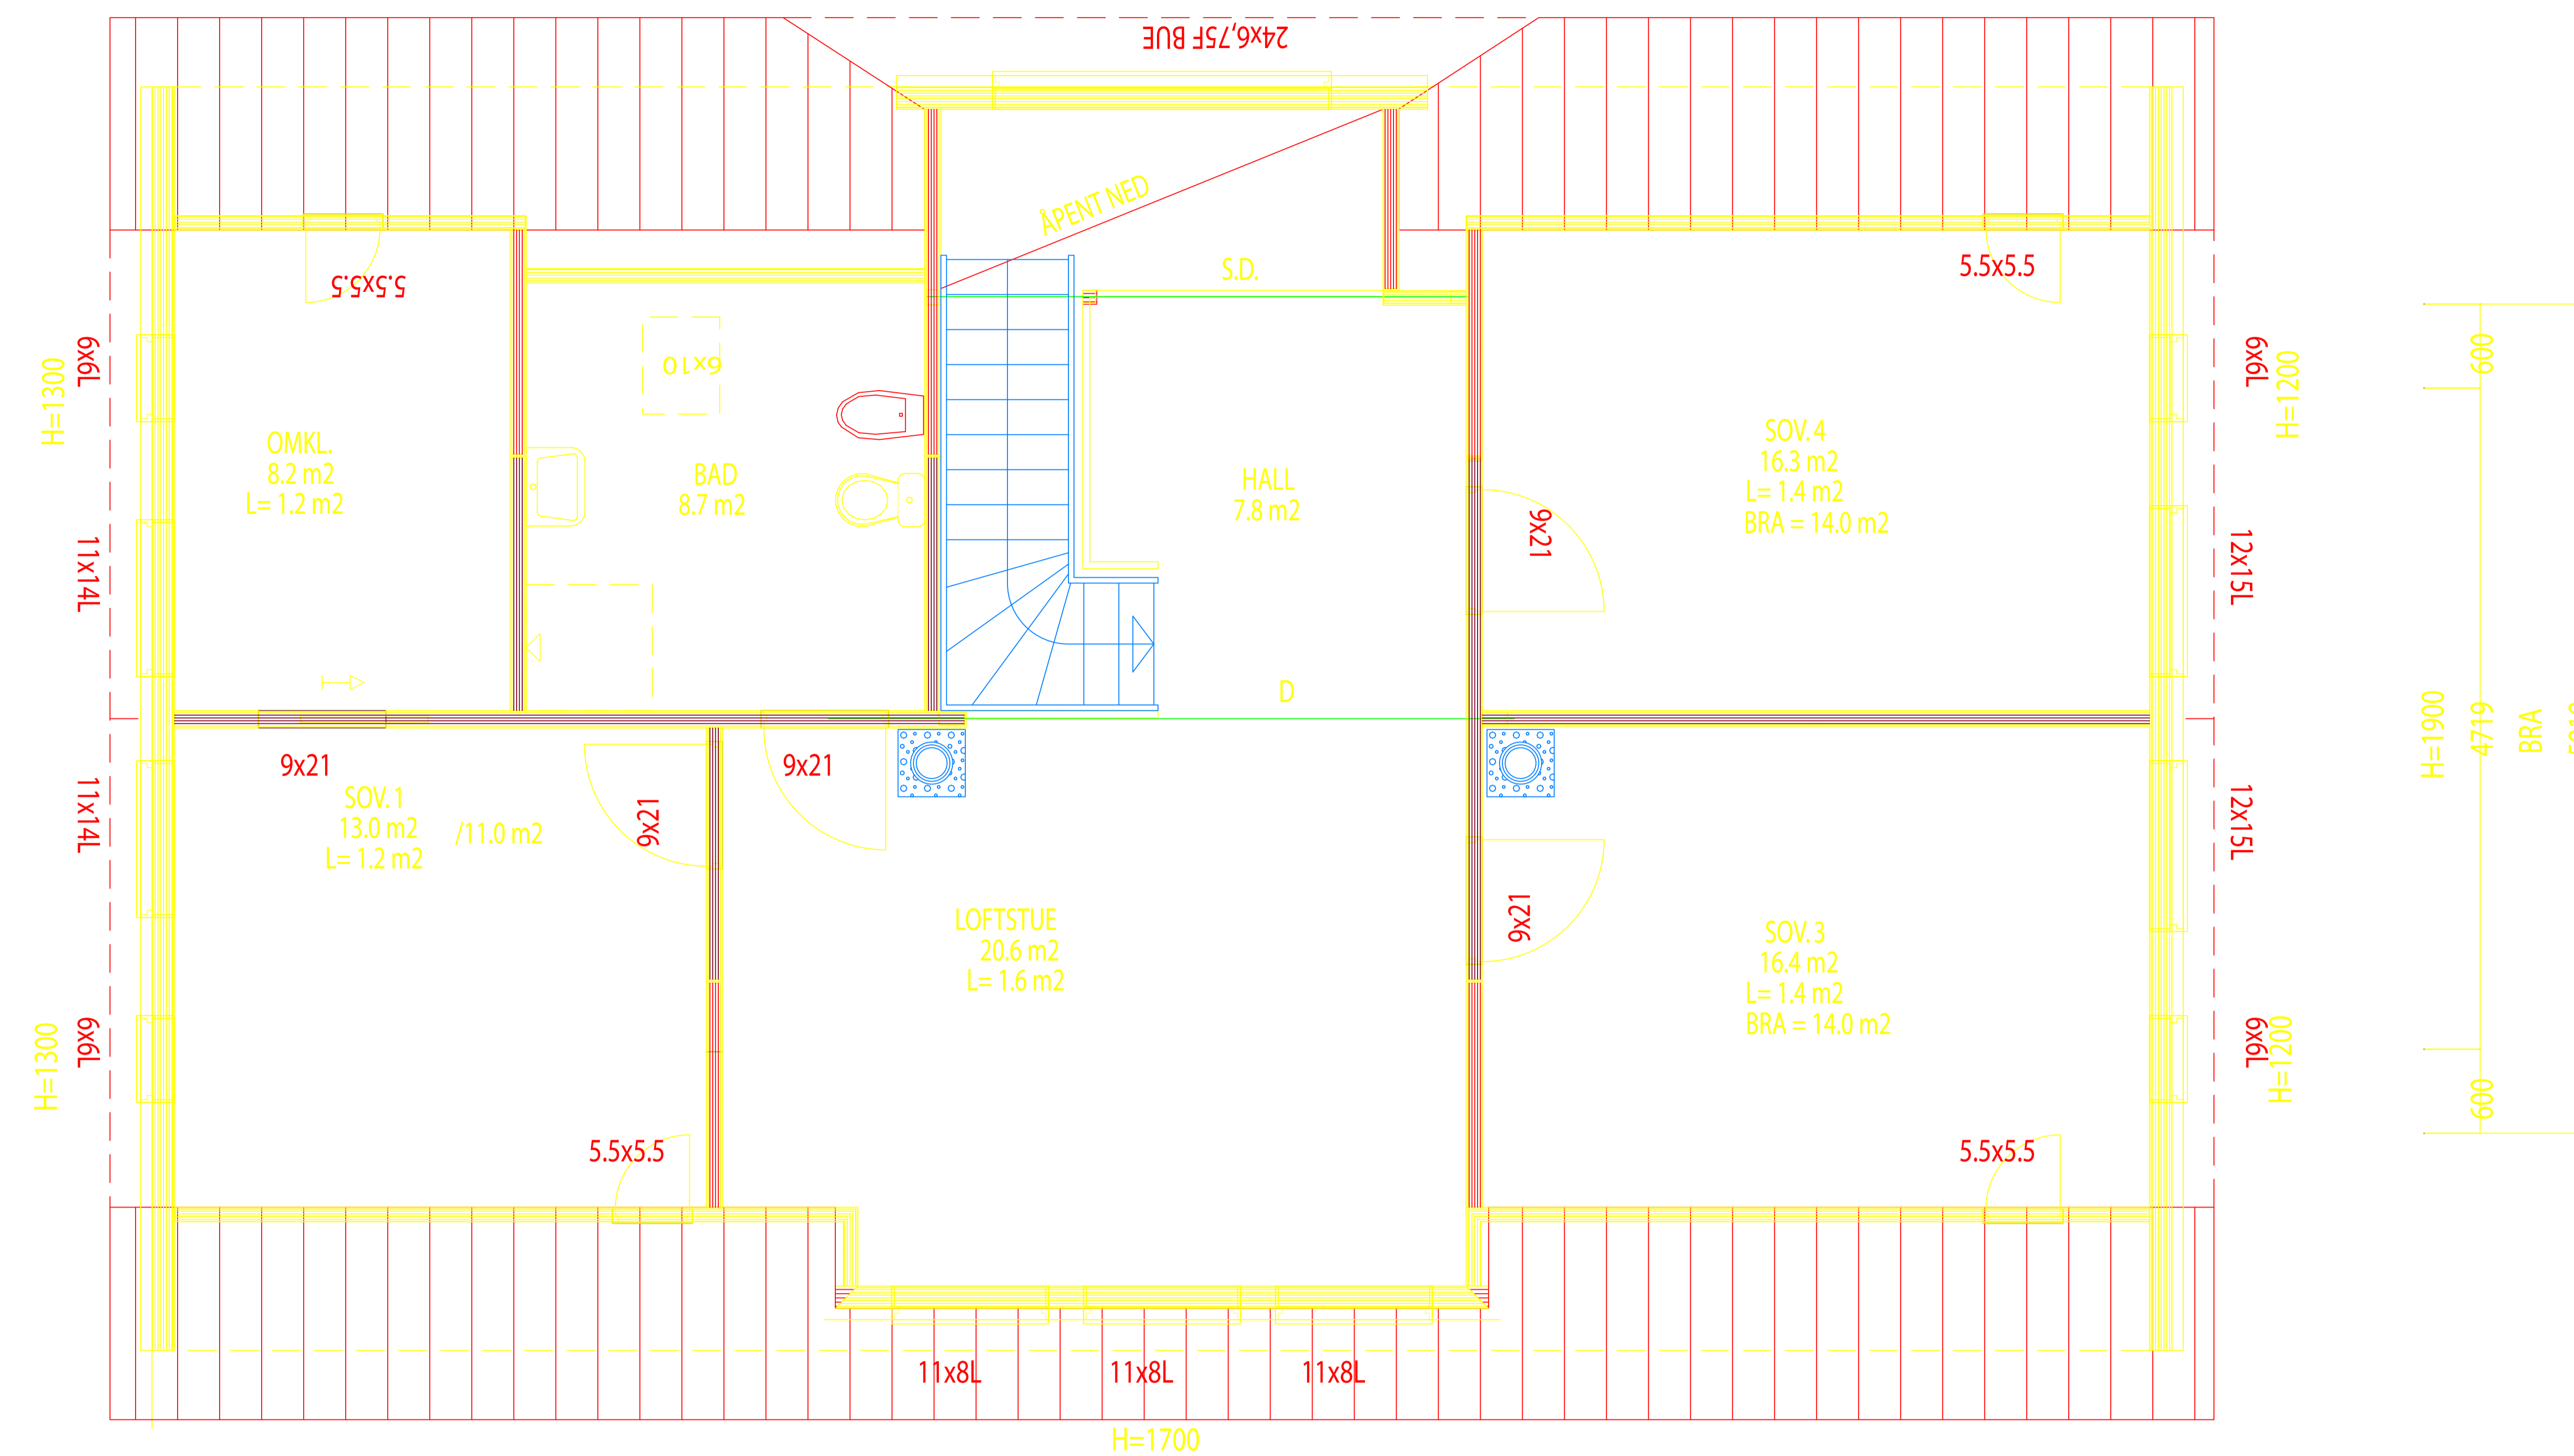 24x6,75F BUE
ÅPENT NED
S.D.
5.5x5.5
5.5x5.5
6x6L
H=1300
6x10
6x6L
H=1200
600
OMKL.
8.2 m2
L= 1.2 m2
BAD
8.7 m2
HALL
7.8 m2
SOV. 4
16.3 m2
L= 1.4 m2
BRA = 14.0 m2
9x21
11x14L
12x15L
D
H=1900
4719
BRA
9x21
9x21
9x21
11x14L
12x15L
SOV. 1
13.0 m2
/11.0 m2
L= 1.2 m2
LOFTSTUE
20.6 m2
L= 1.6 m2
9x21
SOV. 3
16.4 m2
L= 1.4 m2
BRA = 14.0 m2
H=1300
6x6L
6x6L
H=1200
600
5.5x5.5
5.5x5.5
11x8L
11x8L
11x8L
H=1700